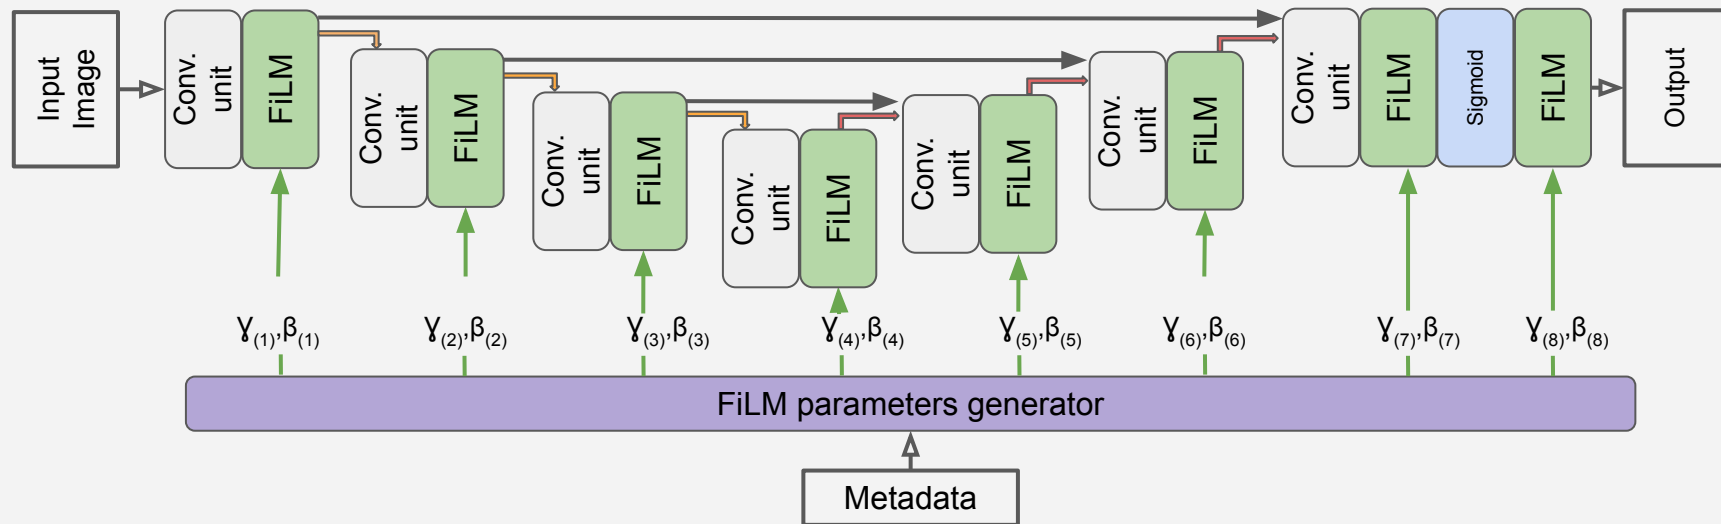 Input
Image
Conv.
unit
FiLM
Conv.
unit
FiLM
Conv.
unit
FiLM
Conv.
unit
FiLM
Conv.
unit
FiLM
Conv.
unit
FiLM
Conv.
unit
FiLM
Sigmoid
FiLM
Output
Ɣ(1),β(1)
Ɣ(2),β(2)
Ɣ(3),β(3)
Ɣ(4),β(4)
Ɣ(5),β(5)
Ɣ(6),β(6)
Ɣ(7),β(7)
Ɣ(8),β(8)
FiLM parameters generator
Metadata